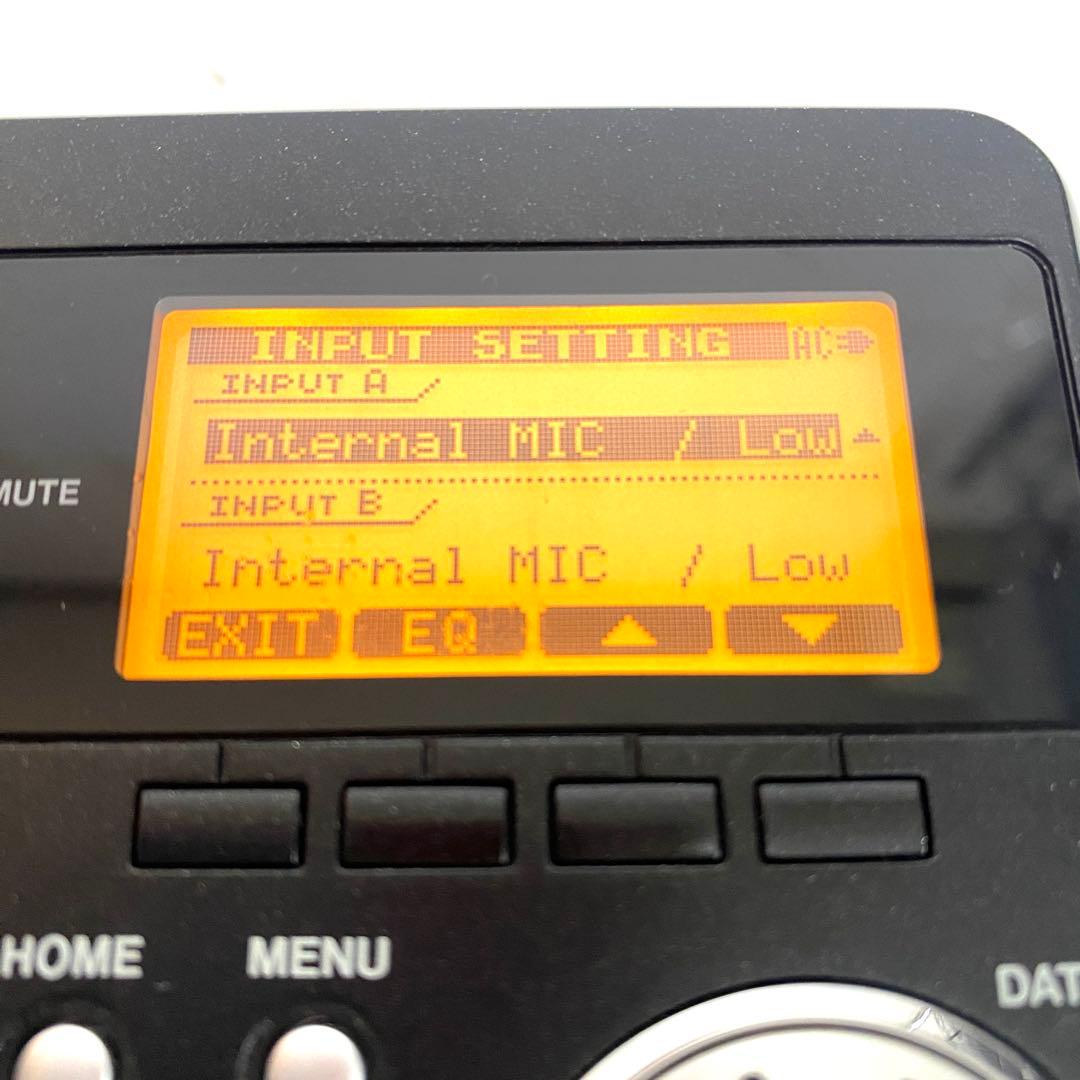 INPUT SETTING AC
INPUT A
Internal MIC / Low
MUTE
INPUT B
Internal MIC / Low
EXIT EQ ▲ ▼
HOME MENU
DAT